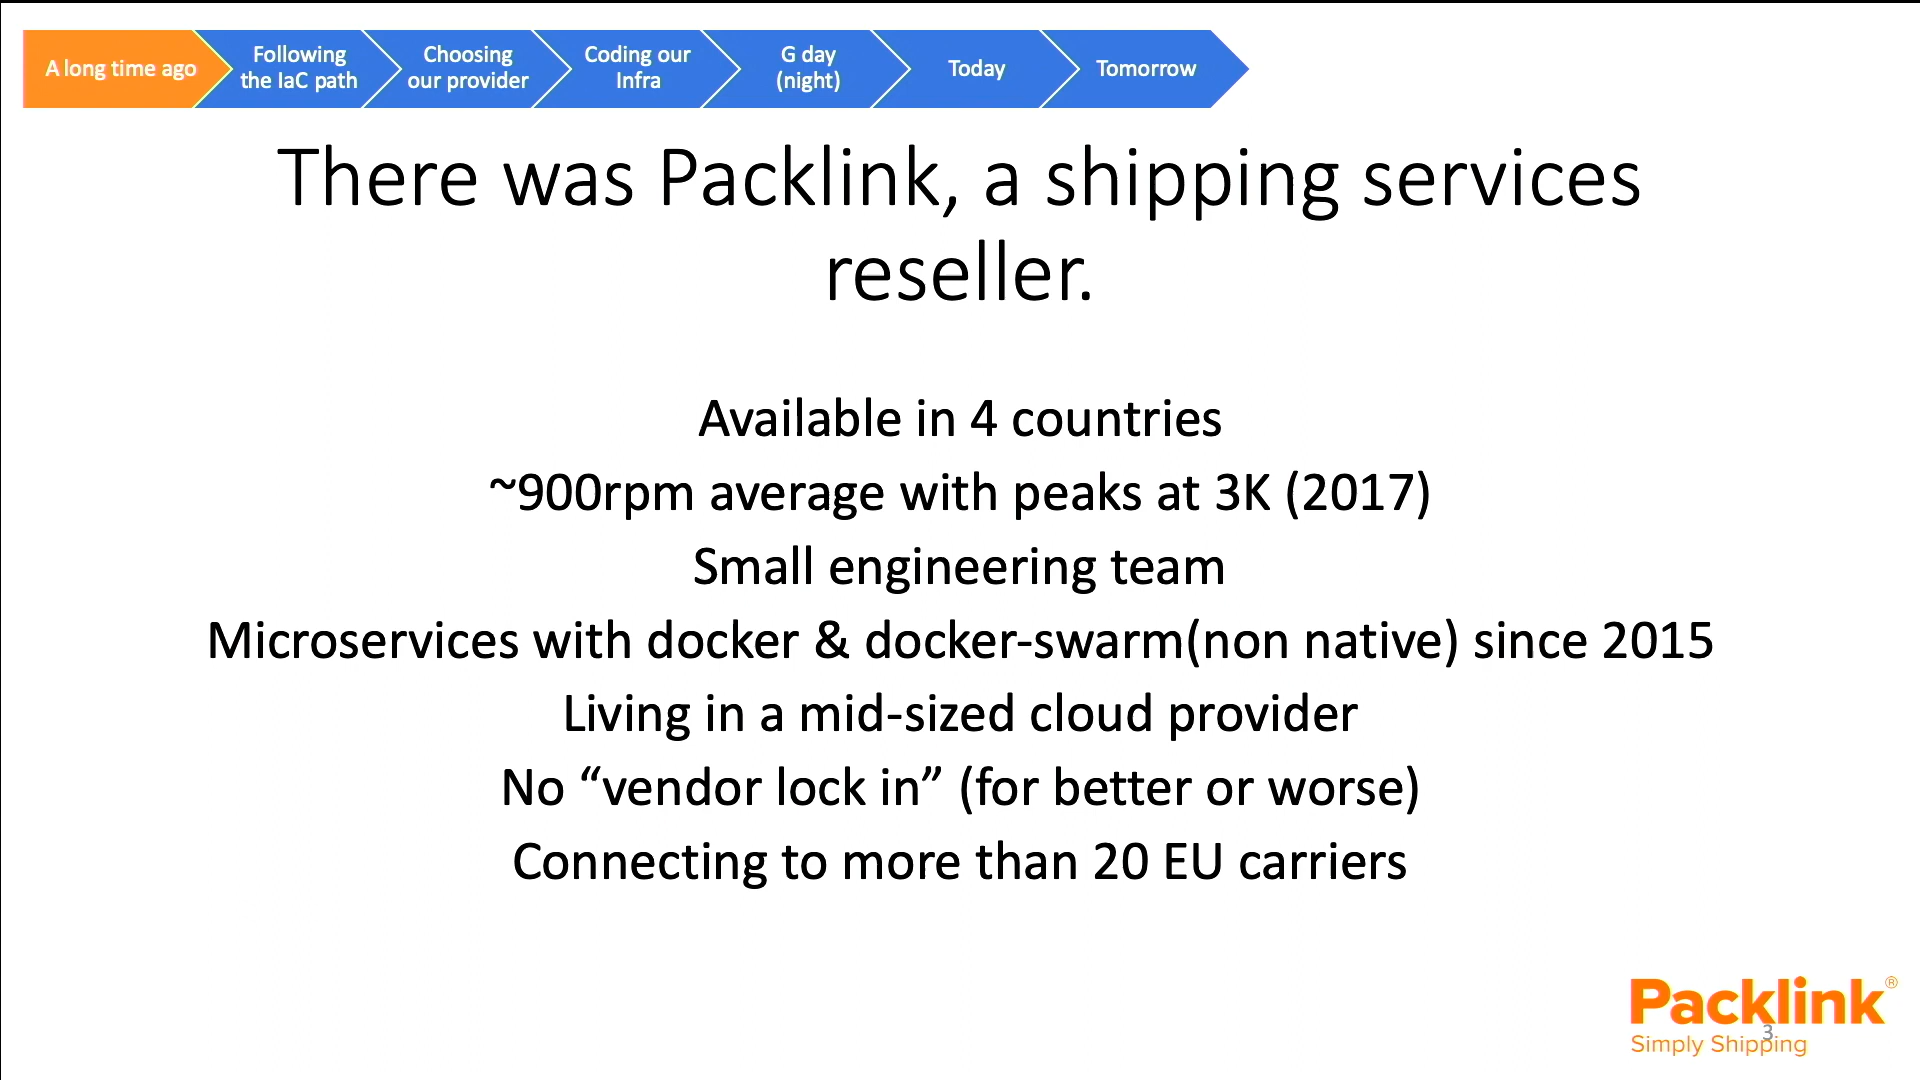 A long time ago
Following
the IaC path
Choosing
our provider
Coding our
Infra
G day
(night)
Today
Tomorrow
There was Packlink, a shipping services
reseller.
Available in 4 countries
~900rpm average with peaks at 3K (2017)
Small engineering team
Microservices with docker & docker-swarm(non native) since 2015
Living in a mid-sized cloud provider
No “vendor lock in” (for better or worse)
Connecting to more than 20 EU carriers
Packlink®
3
Simply Shipping